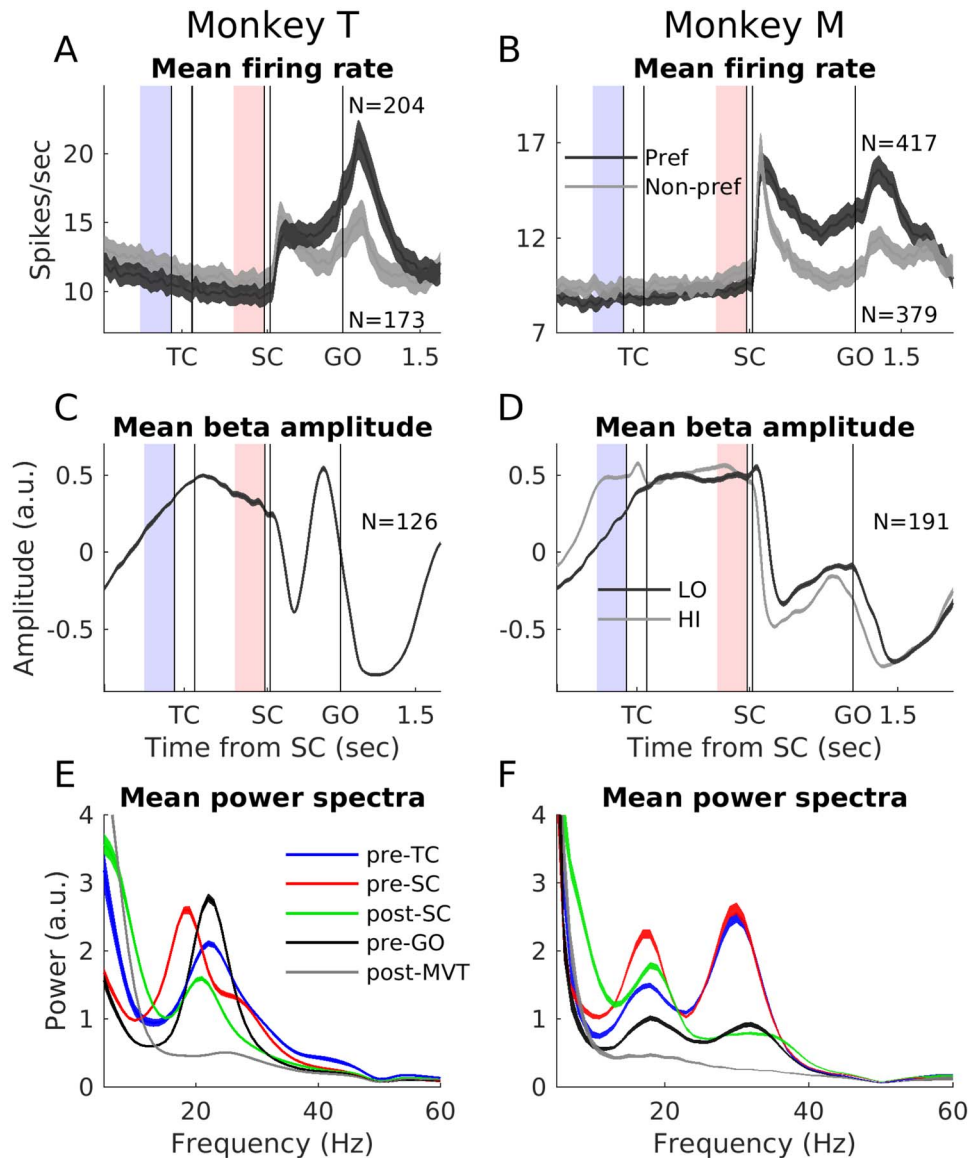 Monkey T
Monkey M
A
Mean firing rate
Spikes/sec
20
15
10
N=204
N=173
TC
SC
GO
1.5
B
Mean firing rate
17
12
7
Pref
Non-pref
N=417
N=379
TC
SC
GO 1.5
C
Mean beta amplitude
Amplitude (a.u.)
0.5
0
-0.5
N=126
TC
SC
GO
1.5
Time from SC (sec)
D
Mean beta amplitude
0.5
0
-0.5
N=191
LO
HI
TC
SC
GO 1.5
Time from SC (sec)
E
Mean power spectra
Power (a.u.)
4
3
2
1
0
pre-TC
pre-SC
post-SC
pre-GO
post-MVT
20
40
60
Frequency (Hz)
F
Mean power spectra
4
3
2
1
0
20
40
60
Frequency (Hz)